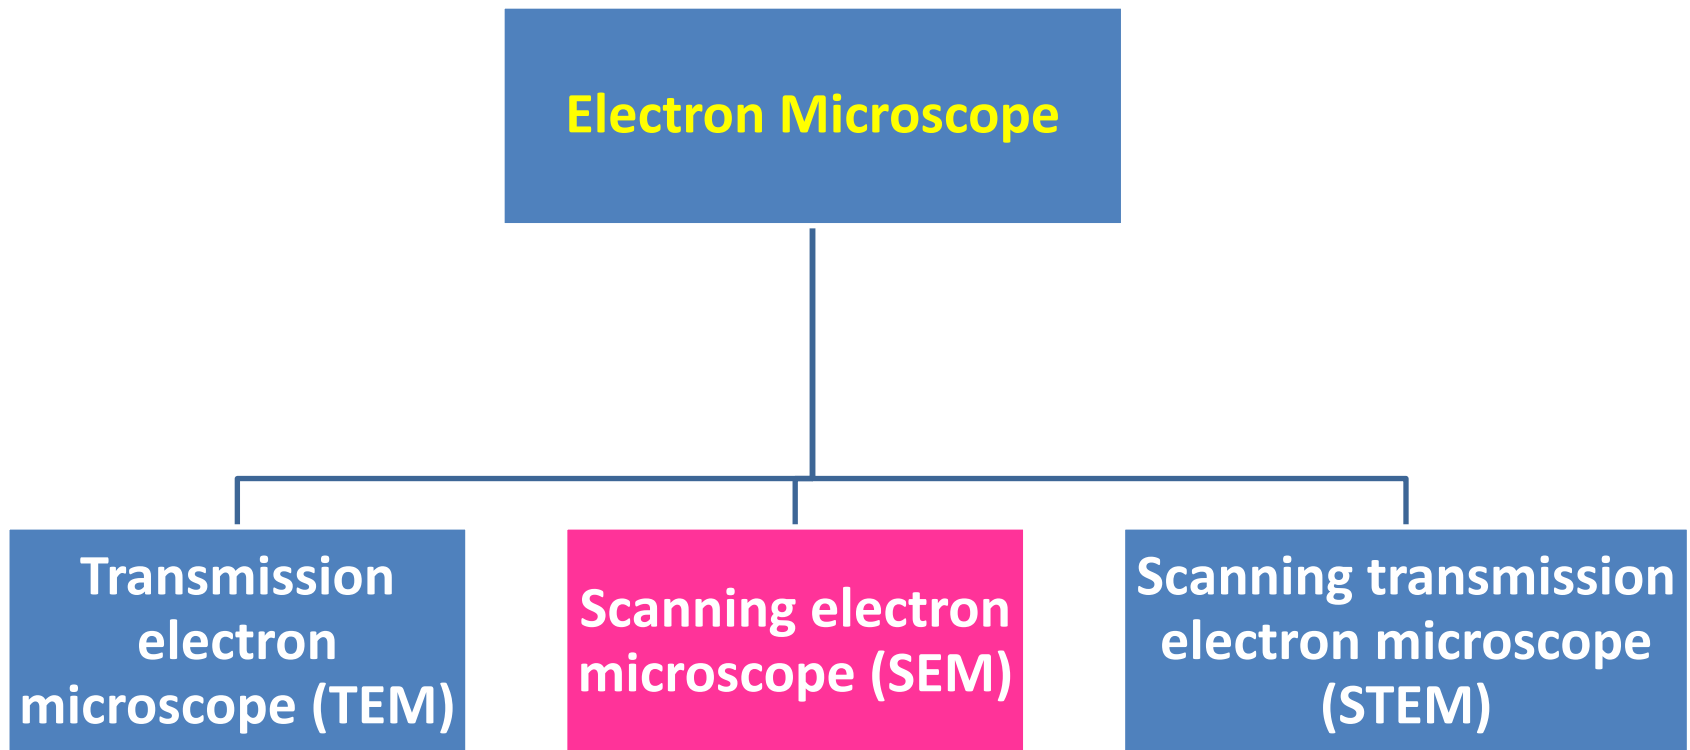 Electron Microscope
Transmission
electron
microscope (TEM)
Scanning electron
microscope (SEM)
Scanning transmission
electron microscope
(STEM)